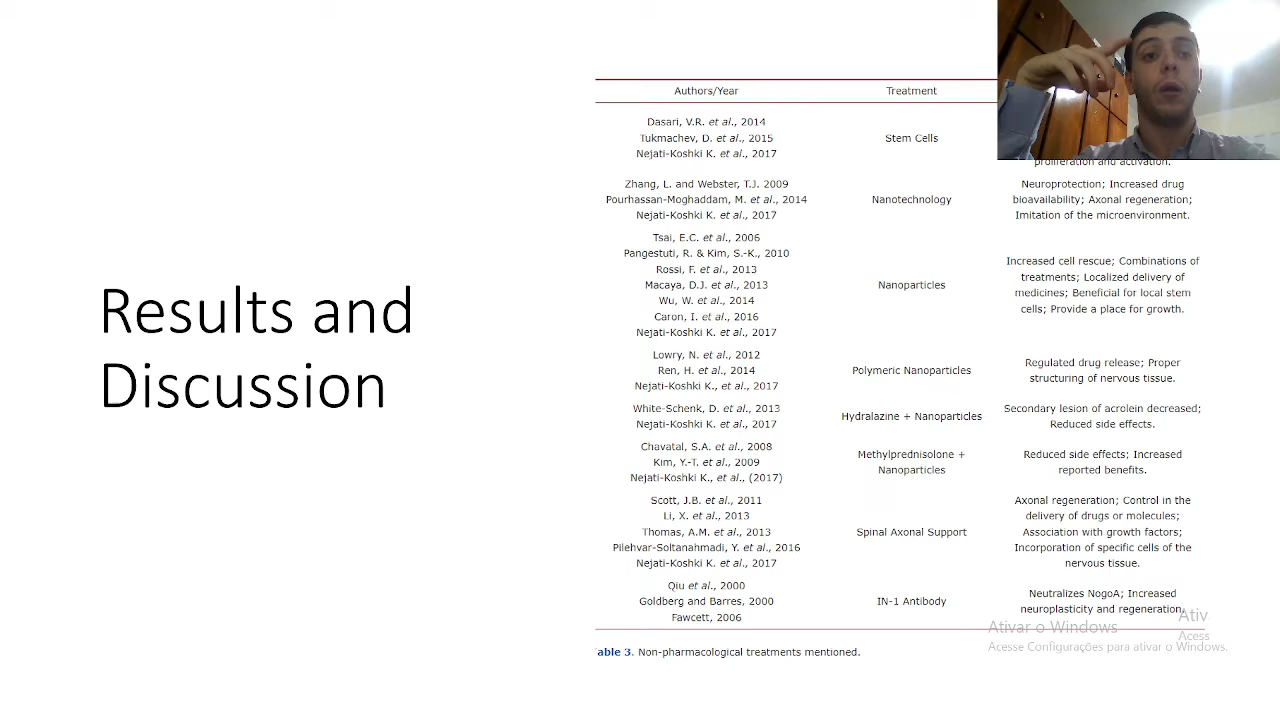 Results and
Discussion
Authors/Year Treatment
Dasari, V.R. et al., 2014
Tukmachev, D. et al., 2015
Nejati-Koshki K. et al., 2017
Stem Cells
proliferation and activation.
Zhang, L. and Webster, T.J. 2009
Pourhassan-Moghaddam, M. et al., 2014
Nejati-Koshki K. et al., 2017
Nanotechnology
Neuroprotection; Increased drug
bioavailability; Axonal regeneration;
Imitation of the microenvironment.
Tsai, E.C. et al., 2006
Pangestuti, R. & Kim, S.-K., 2010
Rossi, F. et al., 2013
Macaya, D.J. et al., 2013
Wu, W. et al., 2014
Caron, I. et al., 2016
Nejati-Koshki K. et al., 2017
Nanoparticles
Increased cell rescue; Combinations of
treatments; Localized delivery of
medicines; Beneficial for local stem
cells; Provide a place for growth.
Lowry, N. et al., 2012
Ren, H. et al., 2014
Nejati-Koshki K., et al., 2017
Polymeric Nanoparticles
Regulated drug release; Proper
structuring of nervous tissue.
White-Schenk, D. et al., 2013
Nejati-Koshki K. et al., 2017
Hydralazine + Nanoparticles
Secondary lesion of acrolein decreased;
Reduced side effects.
Chavatal, S.A. et al., 2008
Kim, Y.-T. et al., 2009
Nejati-Koshki K., et al., (2017)
Methylprednisolone +
Nanoparticles
Reduced side effects; Increased
reported benefits.
Scott, J.B. et al., 2011
Li, X. et al., 2013
Thomas, A.M. et al., 2013
Pilehvar-Soltanahmadi, Y. et al., 2016
Nejati-Koshki K. et al., 2017
Spinal Axonal Support
Axonal regeneration; Control in the
delivery of drugs or molecules;
Association with growth factors;
Incorporation of specific cells of the
nervous tissue.
Qiu et al., 2000
Goldberg and Barres, 2000
Fawcett, 2006
IN-1 Antibody
Neutralizes NogoA; Increased
neuroplasticity and regeneration.
able 3. Non-pharmacological treatments mentioned.
Ativar o Windows
Acesse Configurações para ativar o Windows.
Ativ
Acess